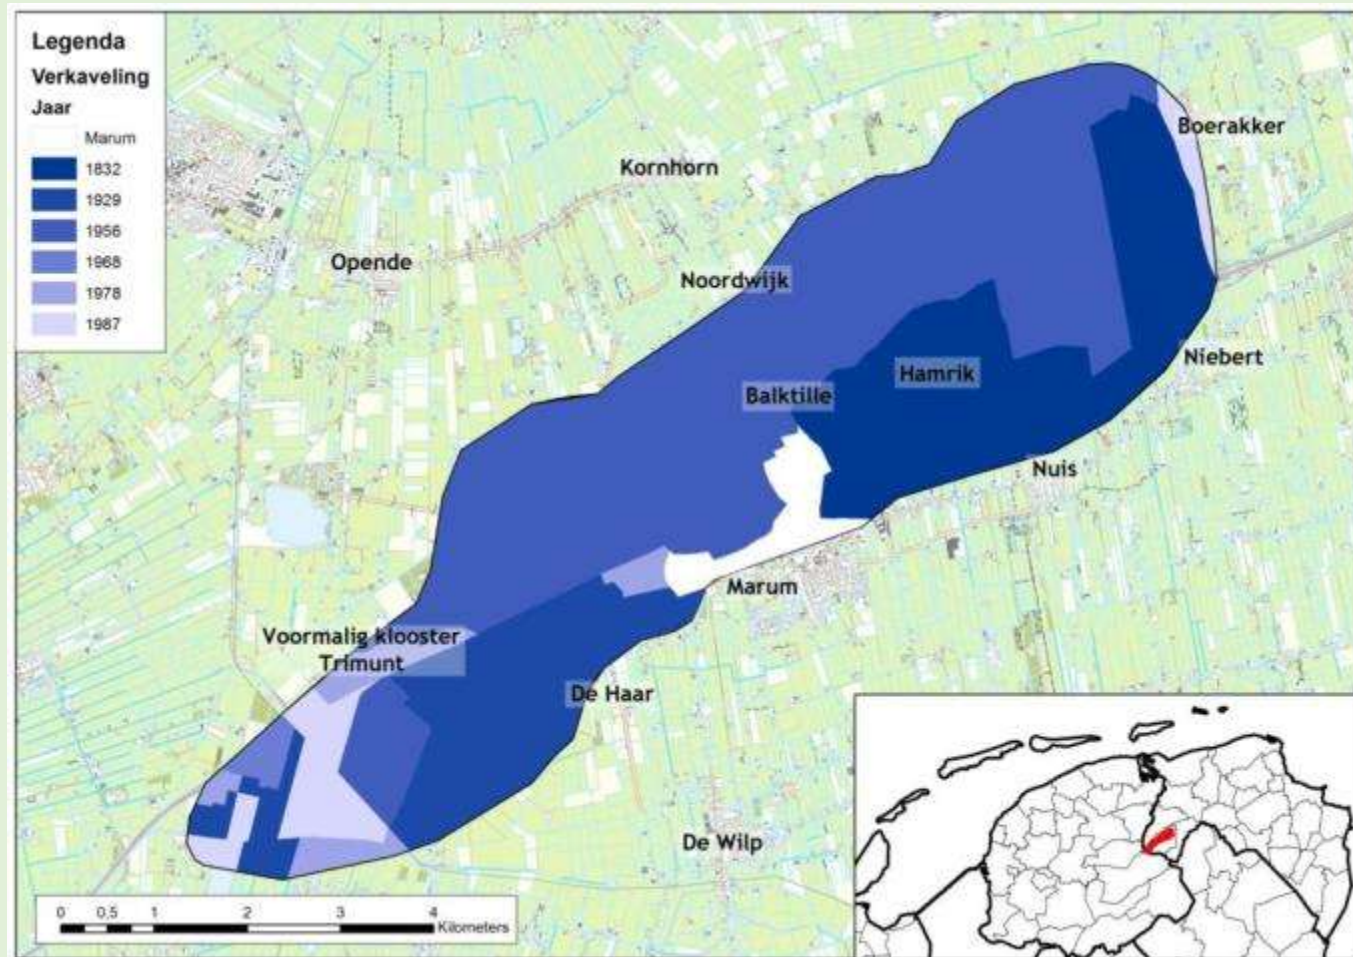 Legenda
Verkaveling
Jaar
Marum
1832
1929
1956
1968
1978
1987
Boerakker
Kornhorn
Opende
Noordwijk
Niebert
Hamrik
Balktille
Nuis
Marum
Voormalig klooster
Trimunt
De Haar
De Wilp
0 0,5 1 2 3 4
Kilometers